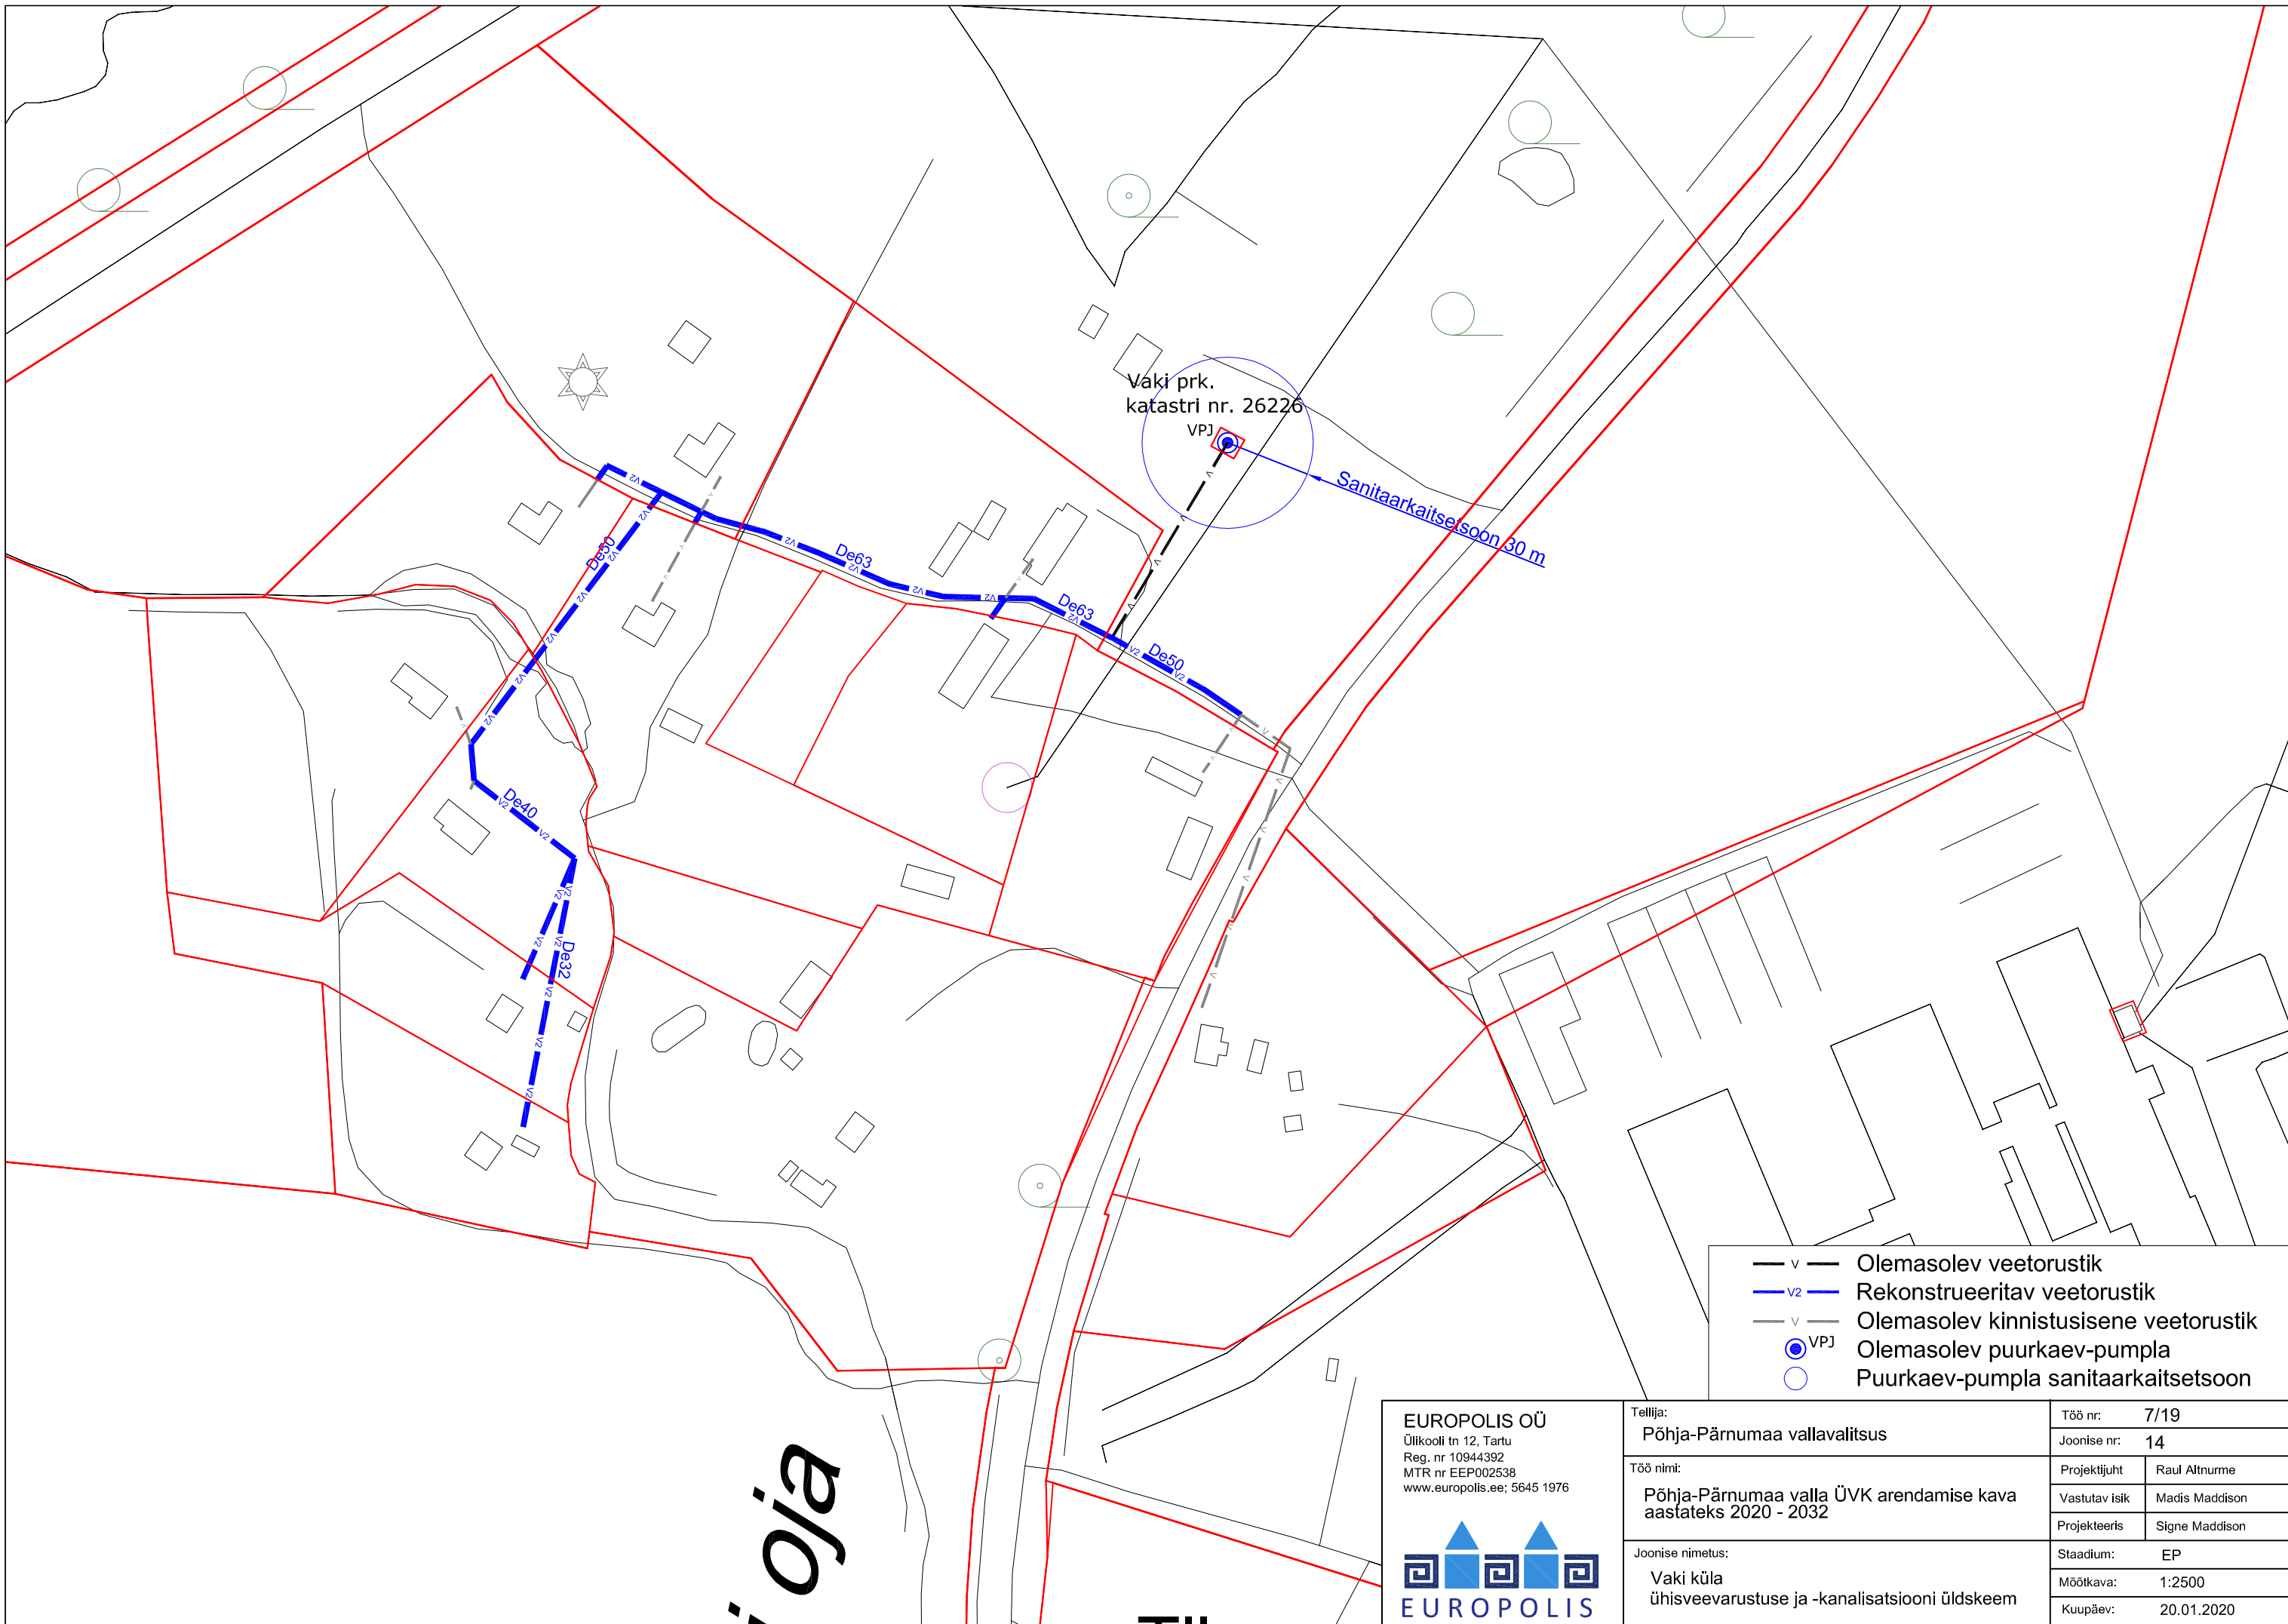 Vaki prk.
katastri nr. 26226
VPJ
Sanitaarkaitsetsoon 30 m
De50
De63
De63
De50
De40
De32
V2
V
oja
V Olemasolev veetorustik
V2 Rekonstrueeritav veetorustik
V Olemasolev kinnistusisene veetorustik
VPJ Olemasolev puurkaev-pumpla
Puurkaev-pumpla sanitaarkaitsetsoon
EUROPOLIS OÜ
Ülikooli tn 12, Tartu
Reg. nr 10944392
MTR nr EEP002538
www.europolis.ee; 5645 1976
EUROPOLIS
Tellija:
Põhja-Pärnumaa vallavalitsus
Töö nimi:
Põhja-Pärnumaa valla ÜVK arendamise kava
aastateks 2020 - 2032
Joonise nimetus:
Vaki küla
ühisveevarustuse ja -kanalisatsiooni üldskeem
Töö nr: 7/19
Joonise nr: 14
Projektijuht Raul Altnurme
Vastutav isik Madis Maddison
Projekteeris Signe Maddison
Staadium: EP
Mõõtkava: 1:2500
Kuupäev: 20.01.2020